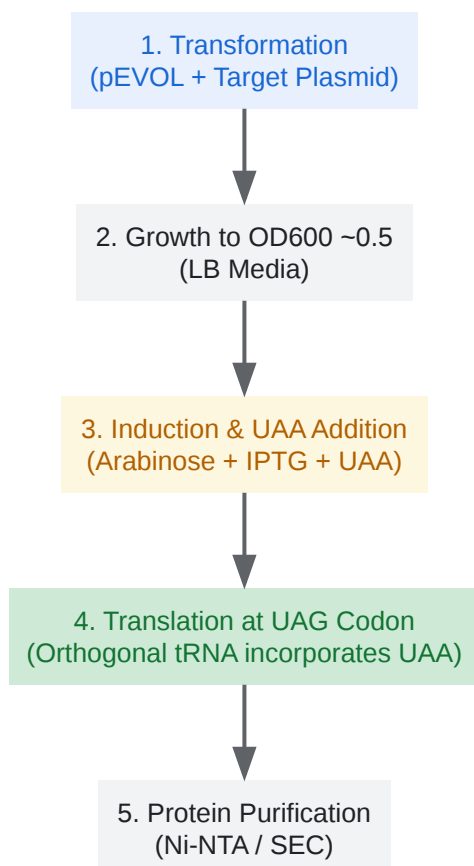 1. Transformation
(pEVOL + Target Plasmid)
2. Growth to OD600 ~0.5
(LB Media)
3. Induction & UAA Addition
(Arabinose + IPTG + UAA)
4. Translation at UAG Codon
(Orthogonal tRNA incorporates UAA)
5. Protein Purification
(Ni-NTA / SEC)